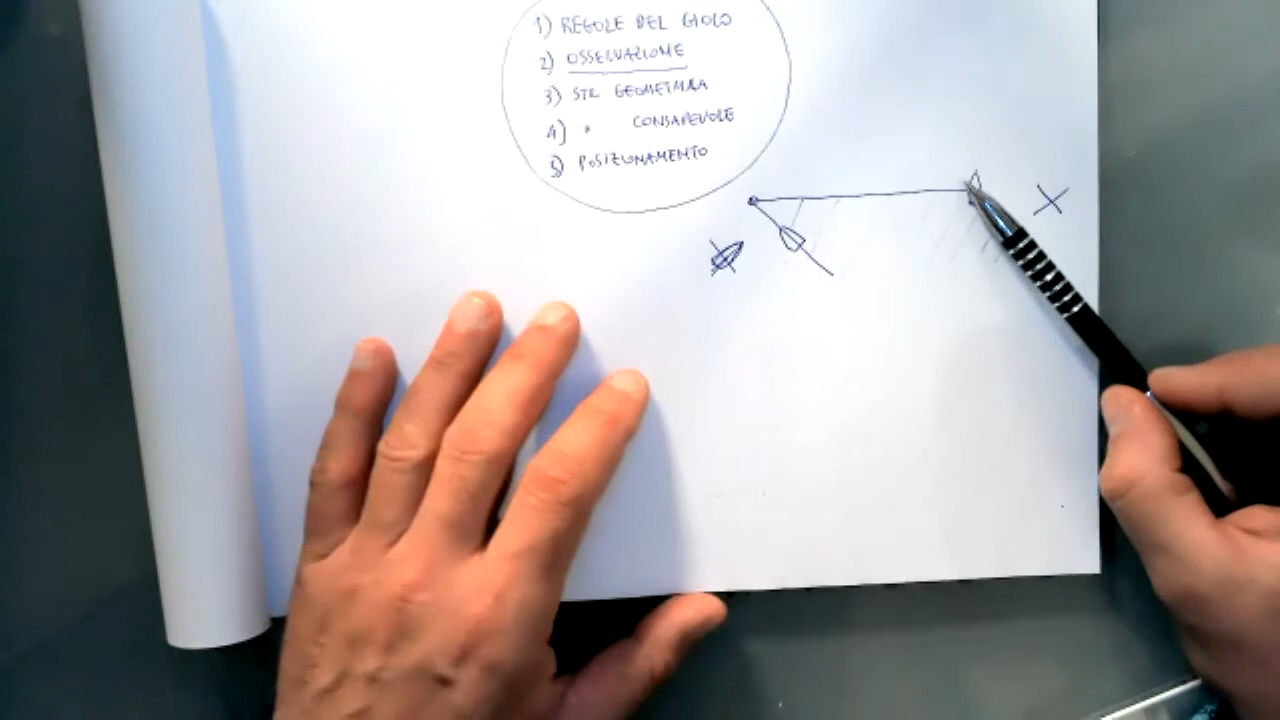 1) REGOLE DEL GIOCO
2) OSSERVAZIONE
3) STR GEOMETRICA
4) " CONSAPEVOLE
5) POSIZIONAMENTO
X